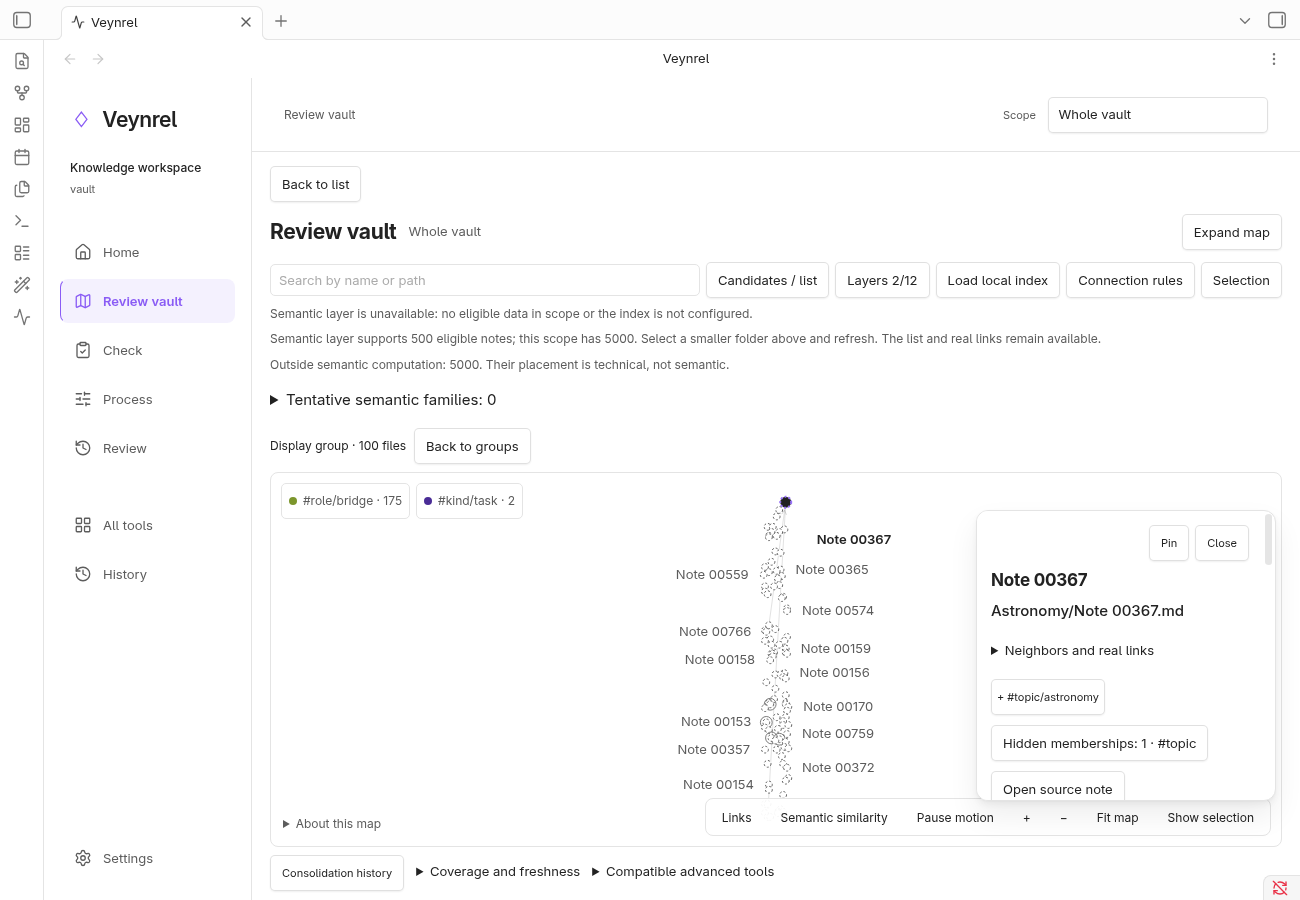 Veynrel
Veynrel
Veynrel
Knowledge workspace
vault
Home
Review vault
Check
Process
Review
All tools
History
Settings
Review vault
Scope
Whole vault
Back to list
Review vault
Whole vault
Expand map
Search by name or path
Candidates / list
Layers 2/12
Load local index
Connection rules
Selection
Semantic layer is unavailable: no eligible data in scope or the index is not configured.
Semantic layer supports 500 eligible notes; this scope has 5000. Select a smaller folder above and refresh. The list and real links remain available.
Outside semantic computation: 5000. Their placement is technical, not semantic.
Tentative semantic families: 0
Display group · 100 files
Back to groups
#role/bridge · 175
#kind/task · 2
Note 00367
Note 00365
Note 00559
Note 00574
Note 00766
Note 00159
Note 00158
Note 00156
Note 00170
Note 00153
Note 00759
Note 00357
Note 00372
Note 00154
Pin
Close
Note 00367
Astronomy/Note 00367.md
Neighbors and real links
+ #topic/astronomy
Hidden memberships: 1 · #topic
Open source note
About this map
Links
Semantic similarity
Pause motion
+
−
Fit map
Show selection
Consolidation history
Coverage and freshness
Compatible advanced tools